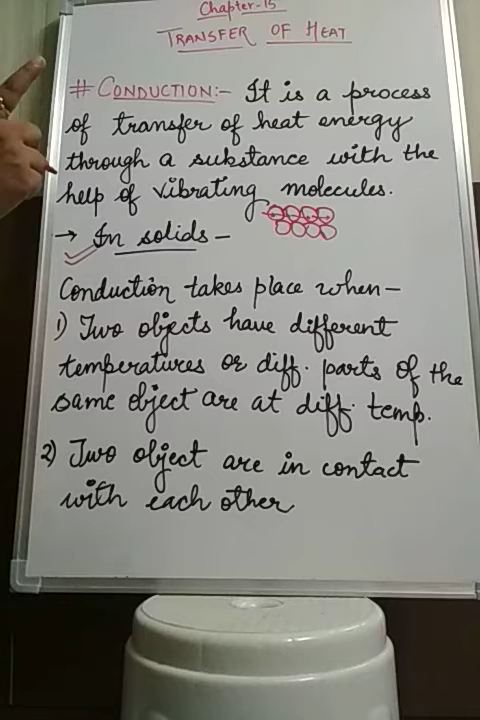 Chapter-15
TRANSFER OF HEAT
# CONDUCTION:- It is a process
of transfer of heat energy
through a substance with the
help of vibrating molecules.
→ In solids -
Conduction takes place when-
1) Two objects have different
temperatures or diff. parts of the
same object are at diff. temp.
2) Two object are in contact
with each other